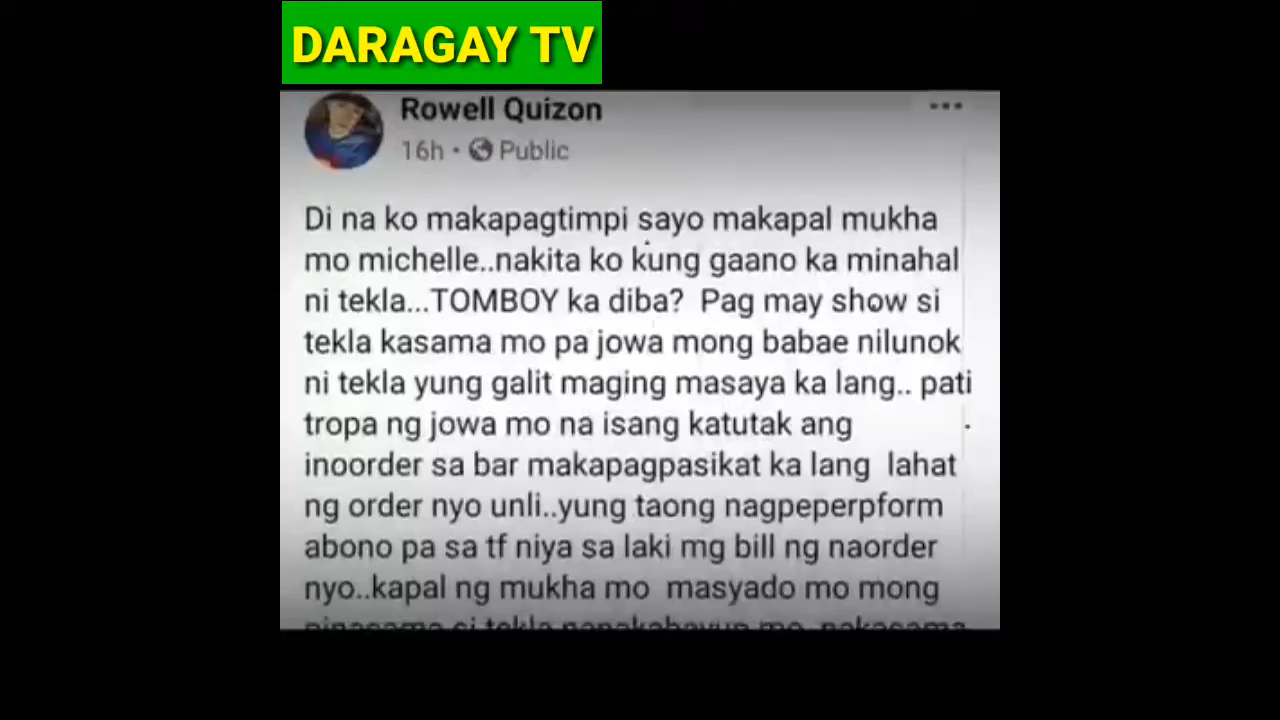 DARAGAY TV
Rowell Quizon
16h · Public
Di na ko makapagtimpi sayo makapal mukha
mo michelle..nakita ko kung gaano ka minahal
ni tekla...TOMBOY ka diba? Pag may show si
tekla kasama mo pa jowa mong babae nilunok
ni tekla yung galit maging masaya ka lang.. pati
tropa ng jowa mo na isang katutak ang
inoorder sa bar makapagpasikat ka lang lahat
ng order nyo unli..yung taong nagpeperpform
abono pa sa tf niya sa laki mg bill ng naorder
nyo..kapal ng mukha mo masyado mo mong
si tekla